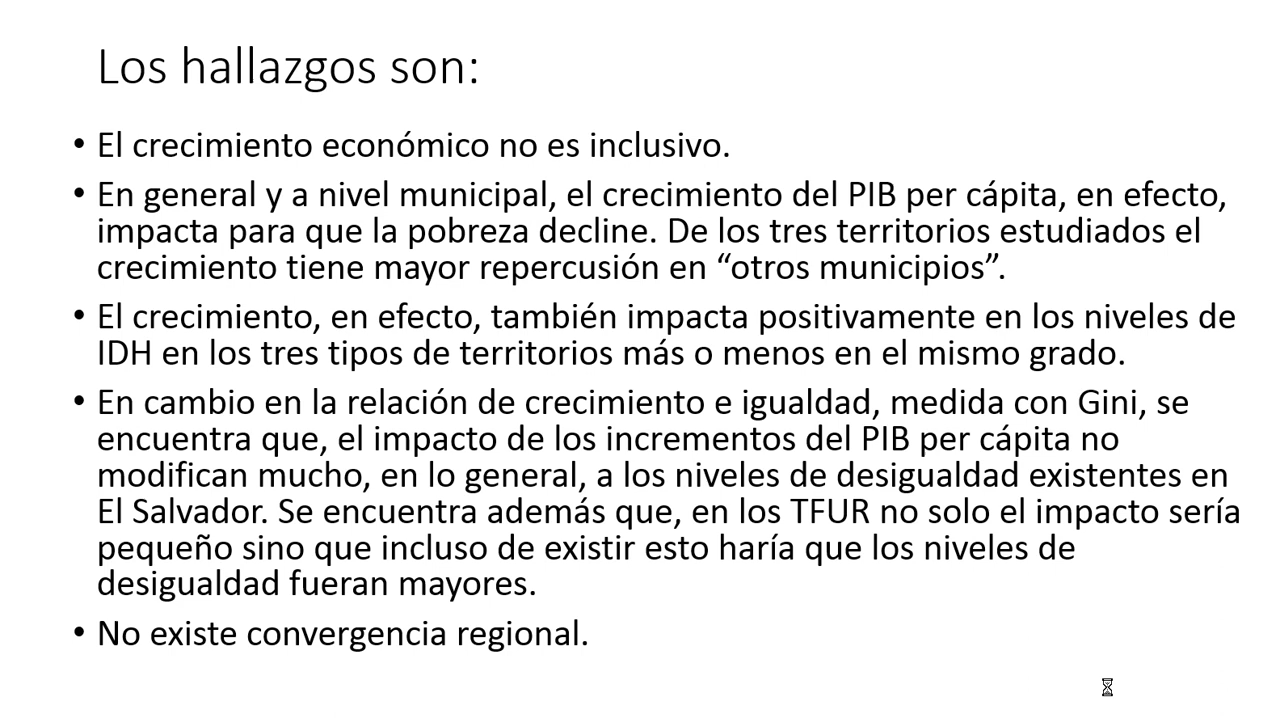 Los hallazgos son:
• El crecimiento económico no es inclusivo.
• En general y a nivel municipal, el crecimiento del PIB per cápita, en efecto,
impacta para que la pobreza decline. De los tres territorios estudiados el
crecimiento tiene mayor repercusión en “otros municipios”.
• El crecimiento, en efecto, también impacta positivamente en los niveles de
IDH en los tres tipos de territorios más o menos en el mismo grado.
• En cambio en la relación de crecimiento e igualdad, medida con Gini, se
encuentra que, el impacto de los incrementos del PIB per cápita no
modifican mucho, en lo general, a los niveles de desigualdad existentes en
El Salvador. Se encuentra además que, en los TFUR no solo el impacto sería
pequeño sino que incluso de existir esto haría que los niveles de
desigualdad fueran mayores.
• No existe convergencia regional.